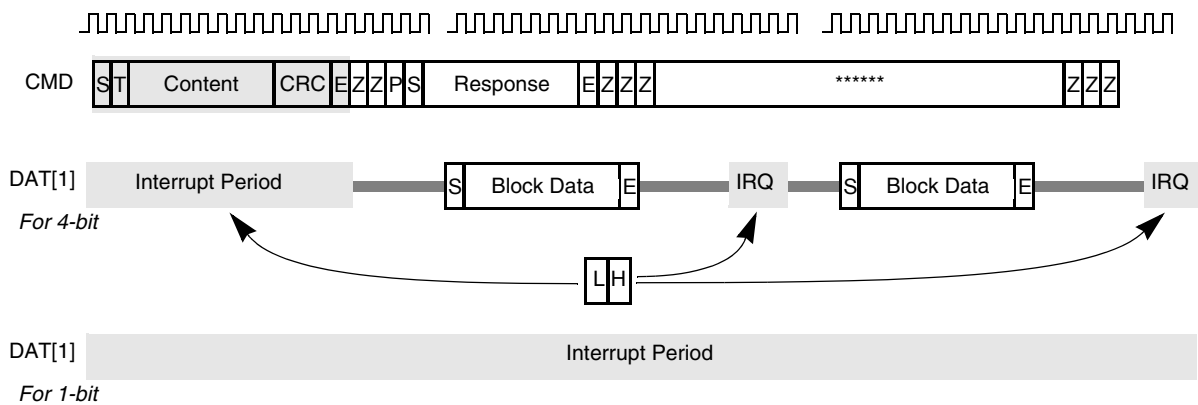 CMD S T Content CRC E Z Z P S Response E Z Z Z ****** Z Z Z
DAT[1] Interrupt Period S Block Data E IRQ S Block Data E IRQ
For 4-bit
L H
DAT[1] Interrupt Period
For 1-bit